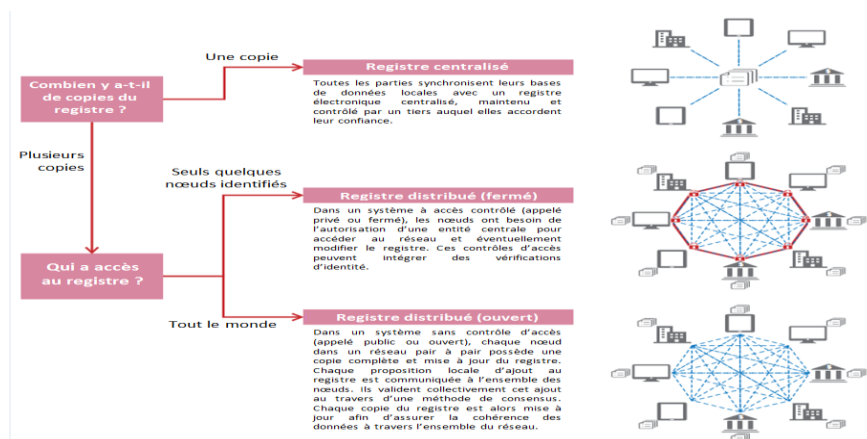 Une copie
Combien y a-t-il
de copies du
registre ?
Registre centralisé
Toutes les parties synchronisent leurs bases
de données locales avec un registre
électronique centralisé, maintenu et
contrôlé par un tiers auquel elles accordent
leur confiance.
Plusieurs
copies
Seuls quelques
nœuds identifiés
Registre distribué (fermé)
Dans un système à accès contrôlé (appelé
privé ou fermé), les nœuds ont besoin de
l’autorisation d’une entité centrale pour
accéder au réseau et éventuellement
modifier le registre. Ces contrôles d’accès
peuvent intégrer des vérifications
d’identité.
Qui a accès
au registre ?
Tout le monde
Registre distribué (ouvert)
Dans un système sans contrôle d’accès
(appelé public ou ouvert), chaque nœud
dans un réseau pair à pair possède une
copie complète et mise à jour du registre.
Chaque proposition locale d’ajout au
registre est communiquée à l’ensemble des
nœuds. Ils valident collectivement cet ajout
au travers d’une méthode de consensus.
Chaque copie du registre est alors mise à
jour afin d’assurer la cohérence des
données à travers l’ensemble du réseau.